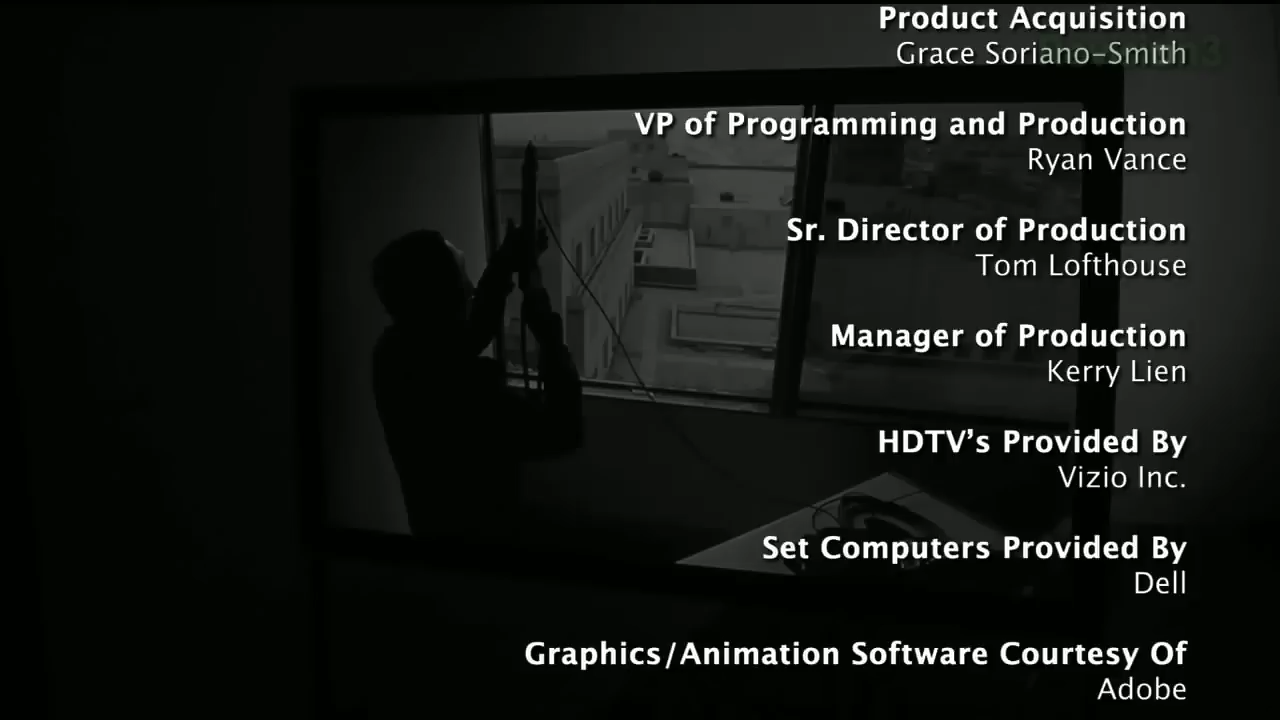 Product Acquisition
Grace Soriano-Smith
VP of Programming and Production
Ryan Vance
Sr. Director of Production
Tom Lofthouse
Manager of Production
Kerry Lien
HDTV's Provided By
Vizio Inc.
Set Computers Provided By
Dell
Graphics/Animation Software Courtesy Of
Adobe